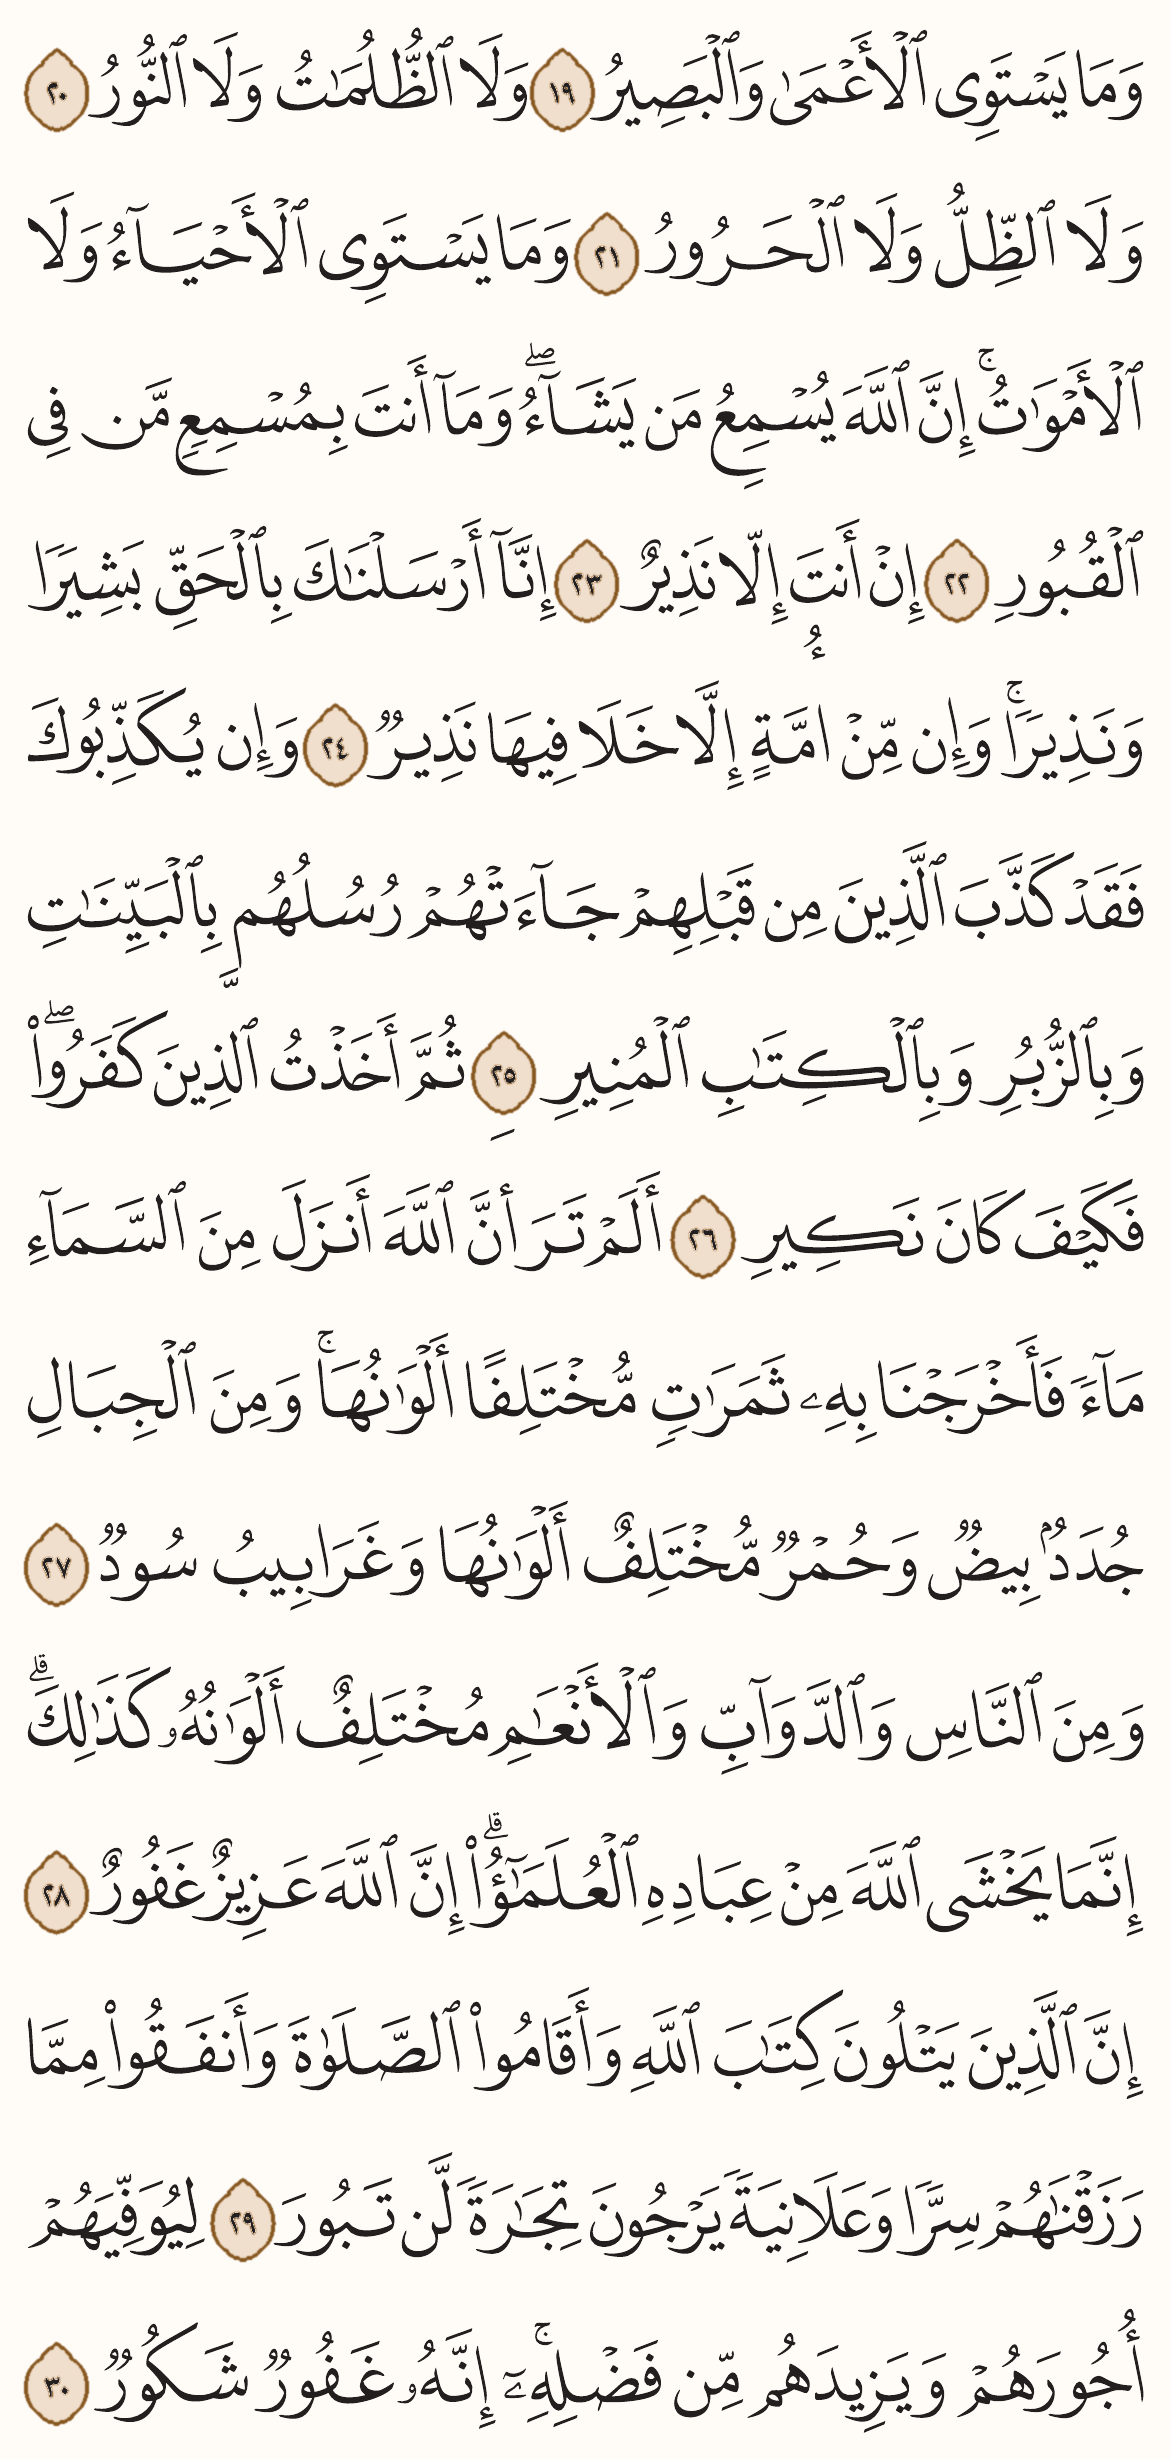 وَمَا يَسۡتَوِي ٱلۡأَعۡمَىٰ وَٱلۡبَصِيرُ ١٩ وَلَا ٱلظُّلُمَٰتُ وَلَا ٱلنُّورُ ٢٠
وَلَا ٱلظِّلُّ وَلَا ٱلۡحَرُورُ ٢١ وَمَا يَسۡتَوِي ٱلۡأَحۡيَآءُ وَلَا
ٱلۡأَمۡوَٰتُۚ إِنَّ ٱللَّهَ يُسۡمِعُ مَن يَشَآءُۖ وَمَآ أَنتَ بِمُسۡمِعٖ مَّن فِي
ٱلۡقُبُورِ ٢٢ إِنۡ أَنتَ إِلَّا نَذِيرٌ ٢٣ إِنَّآ أَرۡسَلۡنَٰكَ بِٱلۡحَقِّ بَشِيرٗا
وَنَذِيرٗاۚ وَإِن مِّنۡ أُمَّةٍ إِلَّا خَلَا فِيهَا نَذِيرٞ ٢٤ وَإِن يُكَذِّبُوكَ
فَقَدۡ كَذَّبَ ٱلَّذِينَ مِن قَبۡلِهِمۡ جَآءَتۡهُمۡ رُسُلُهُم بِٱلۡبَيِّنَٰتِ
وَبِٱلزُّبُرِ وَبِٱلۡكِتَٰبِ ٱلۡمُنِيرِ ٢٥ ثُمَّ أَخَذۡتُ ٱلَّذِينَ كَفَرُواْۖ
فَكَيۡفَ كَانَ نَكِيرِ ٢٦ أَلَمۡ تَرَ أَنَّ ٱللَّهَ أَنزَلَ مِنَ ٱلسَّمَآءِ
مَآءٗ فَأَخۡرَجۡنَا بِهِۦ ثَمَرَٰتٖ مُّخۡتَلِفًا أَلۡوَٰنُهَاۚ وَمِنَ ٱلۡجِبَالِ
جُدَدُۢ بِيضٞ وَحُمۡرٞ مُّخۡتَلِفٌ أَلۡوَٰنُهَا وَغَرَابِيبُ سُودٞ ٢٧
وَمِنَ ٱلنَّاسِ وَٱلدَّوَآبِّ وَٱلۡأَنۡعَٰمِ مُخۡتَلِفٌ أَلۡوَٰنُهُۥ كَذَٰلِكَۗ
إِنَّمَا يَخۡشَى ٱللَّهَ مِنۡ عِبَادِهِ ٱلۡعُلَمَٰٓؤُاْۗ إِنَّ ٱللَّهَ عَزِيزٌ غَفُورٌ ٢٨
إِنَّ ٱلَّذِينَ يَتۡلُونَ كِتَٰبَ ٱللَّهِ وَأَقَامُواْ ٱلصَّلَوٰةَ وَأَنفَقُواْ مِمَّا
رَزَقۡنَٰهُمۡ سِرّٗا وَعَلَانِيَةٗ يَرۡجُونَ تِجَٰرَةٗ لَّن تَبُورَ ٢٩ لِيُوَفِّيَهُمۡ
أُجُورَهُمۡ وَيَزِيدَهُم مِّن فَضۡلِهِۦٓۚ إِنَّهُۥ غَفُورٞ شَكُورٞ ٣٠